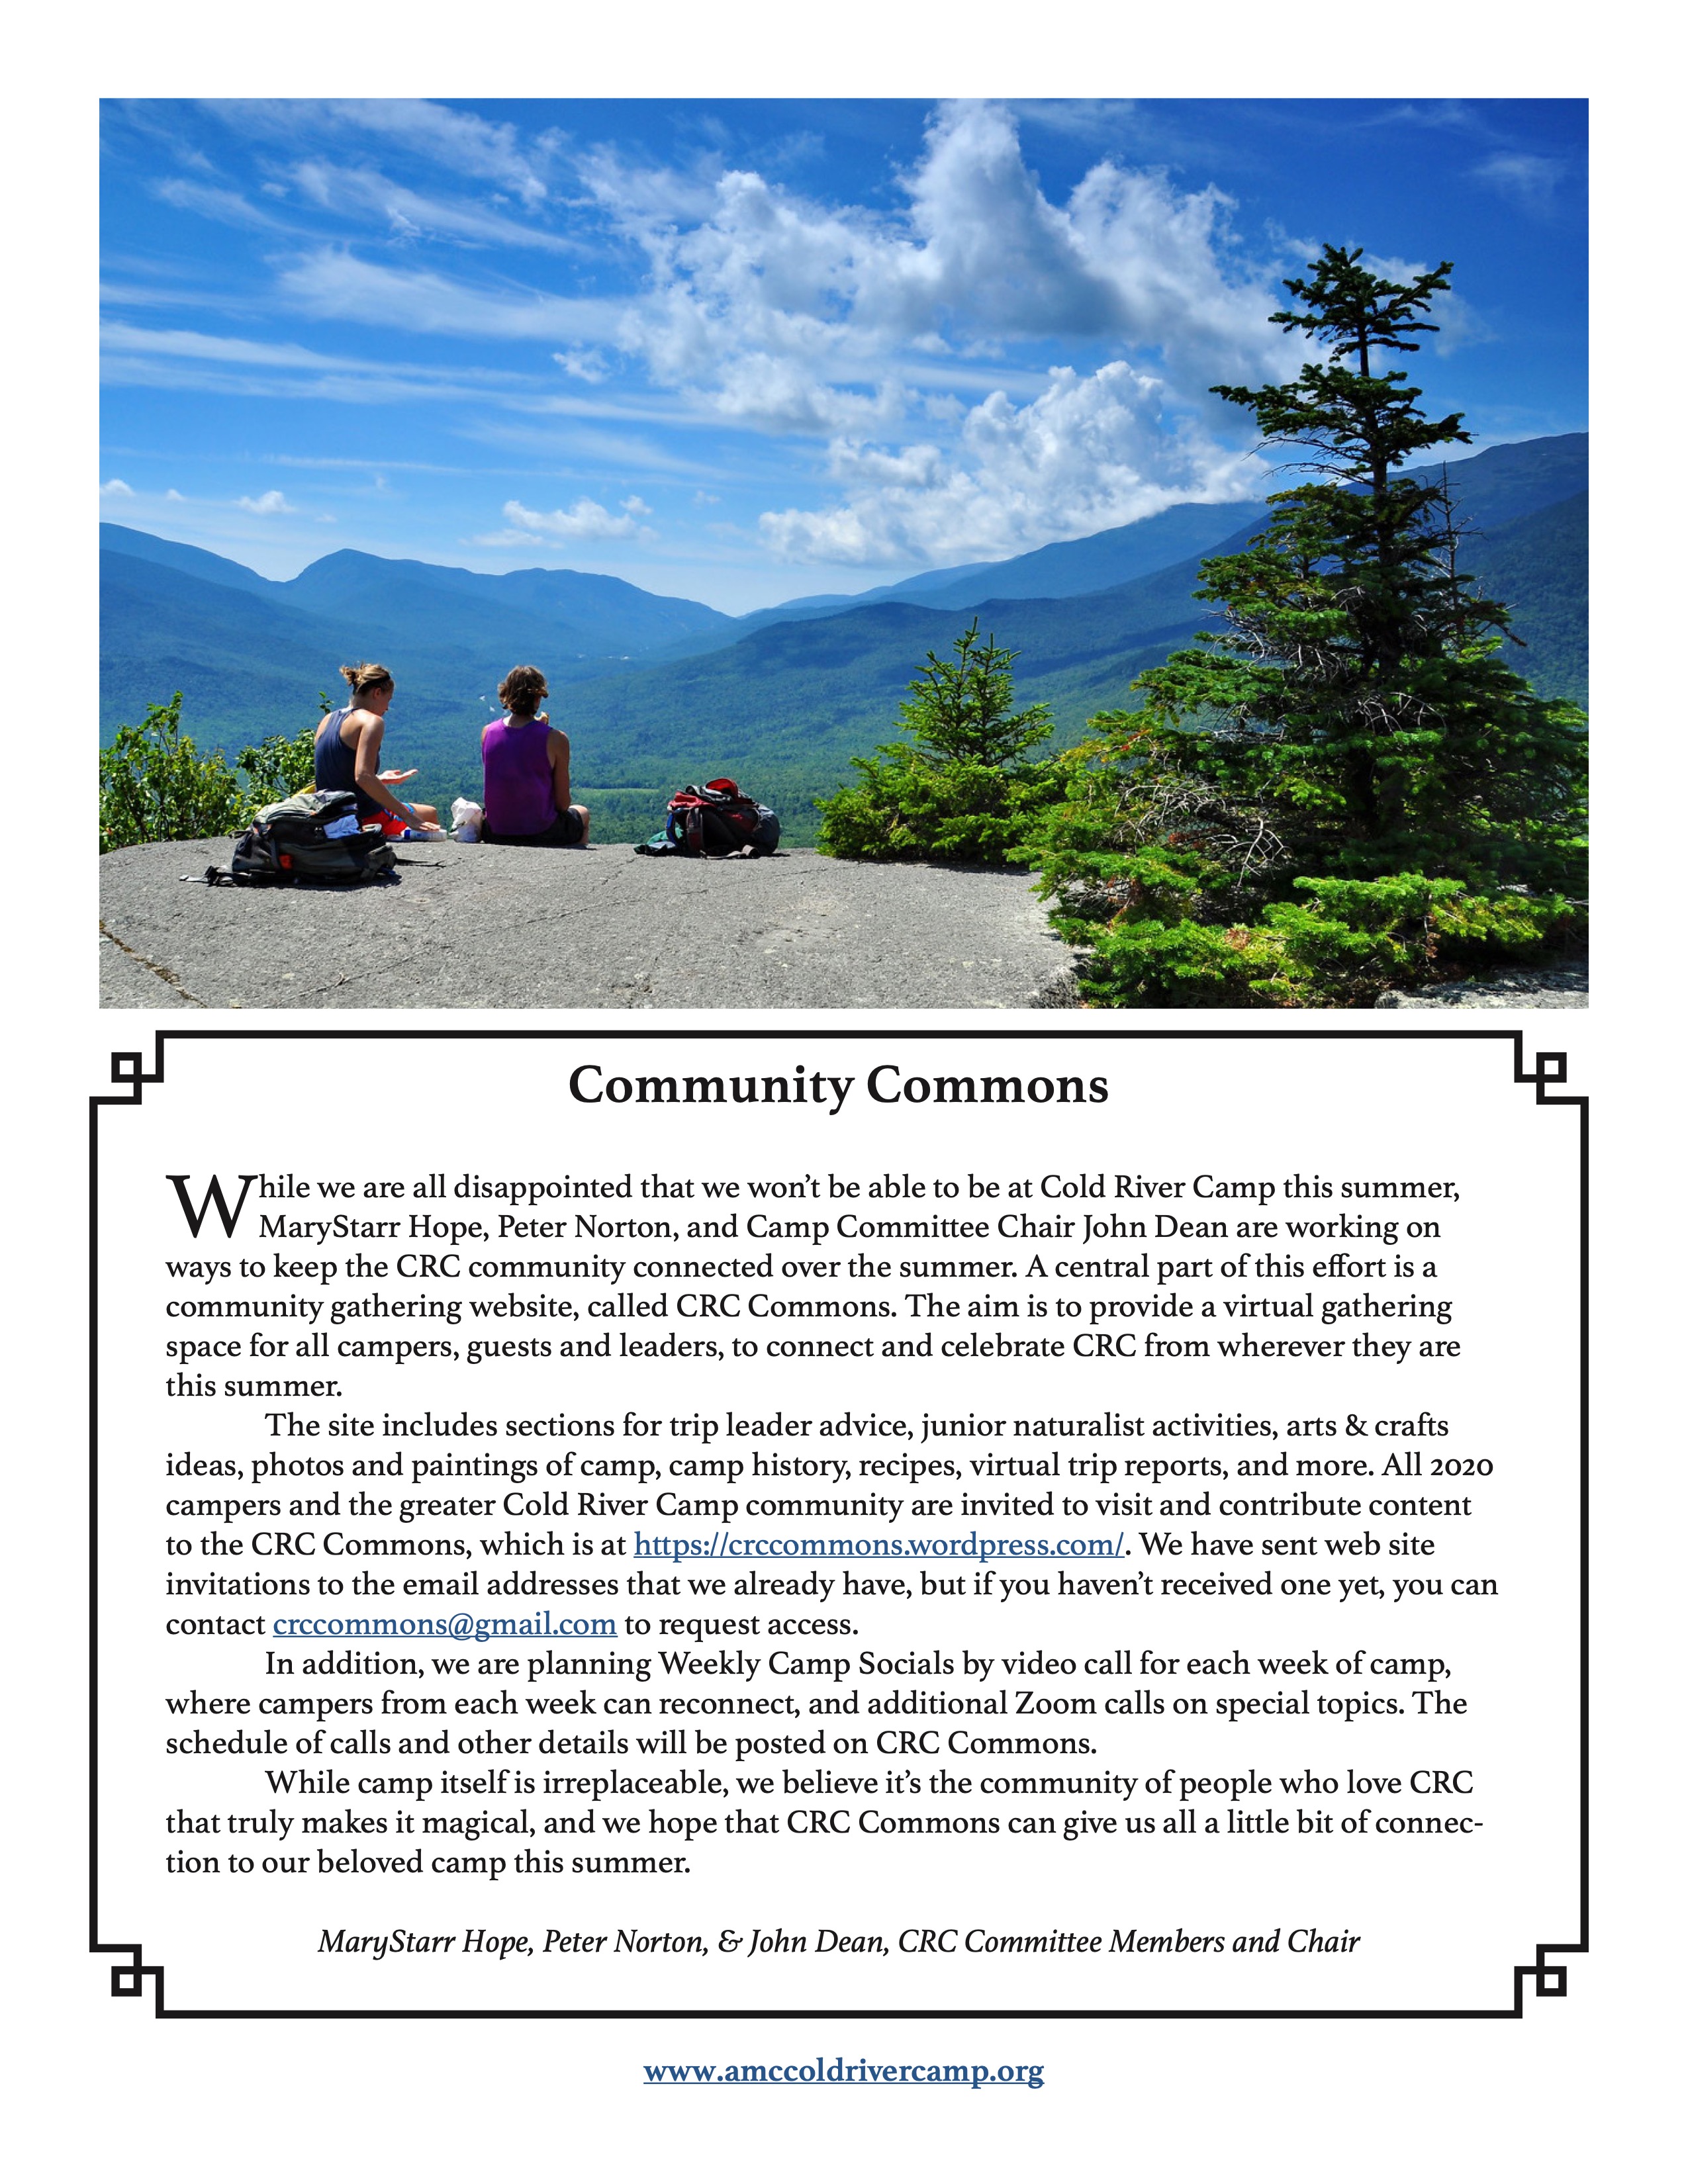 Community Commons
While we are all disappointed that we won’t be able to be at Cold River Camp this summer,
MaryStarr Hope, Peter Norton, and Camp Committee Chair John Dean are working on
ways to keep the CRC community connected over the summer. A central part of this effort is a
community gathering website, called CRC Commons. The aim is to provide a virtual gathering
space for all campers, guests and leaders, to connect and celebrate CRC from wherever they are
this summer.
The site includes sections for trip leader advice, junior naturalist activities, arts & crafts
ideas, photos and paintings of camp, camp history, recipes, virtual trip reports, and more. All 2020
campers and the greater Cold River Camp community are invited to visit and contribute content
to the CRC Commons, which is at https://crccommons.wordpress.com/. We have sent web site
invitations to the email addresses that we already have, but if you haven’t received one yet, you can
contact crccommons@gmail.com to request access.
In addition, we are planning Weekly Camp Socials by video call for each week of camp,
where campers from each week can reconnect, and additional Zoom calls on special topics. The
schedule of calls and other details will be posted on CRC Commons.
While camp itself is irreplaceable, we believe it’s the community of people who love CRC
that truly makes it magical, and we hope that CRC Commons can give us all a little bit of connec-
tion to our beloved camp this summer.
MaryStarr Hope, Peter Norton, & John Dean, CRC Committee Members and Chair
www.amccoldrivercamp.org